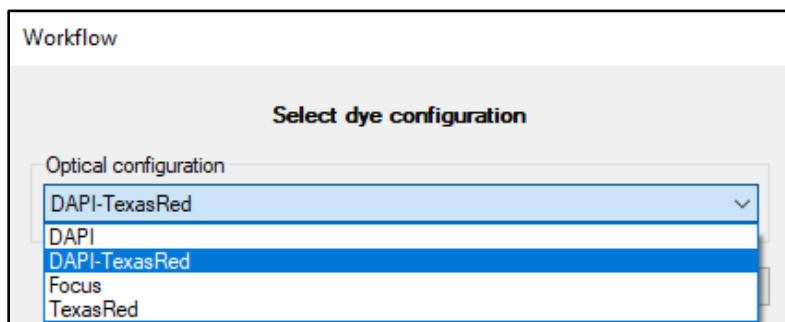 Workflow
Select dye configuration
Optical configuration
DAPI-TexasRed
DAPI
DAPI-TexasRed
Focus
TexasRed